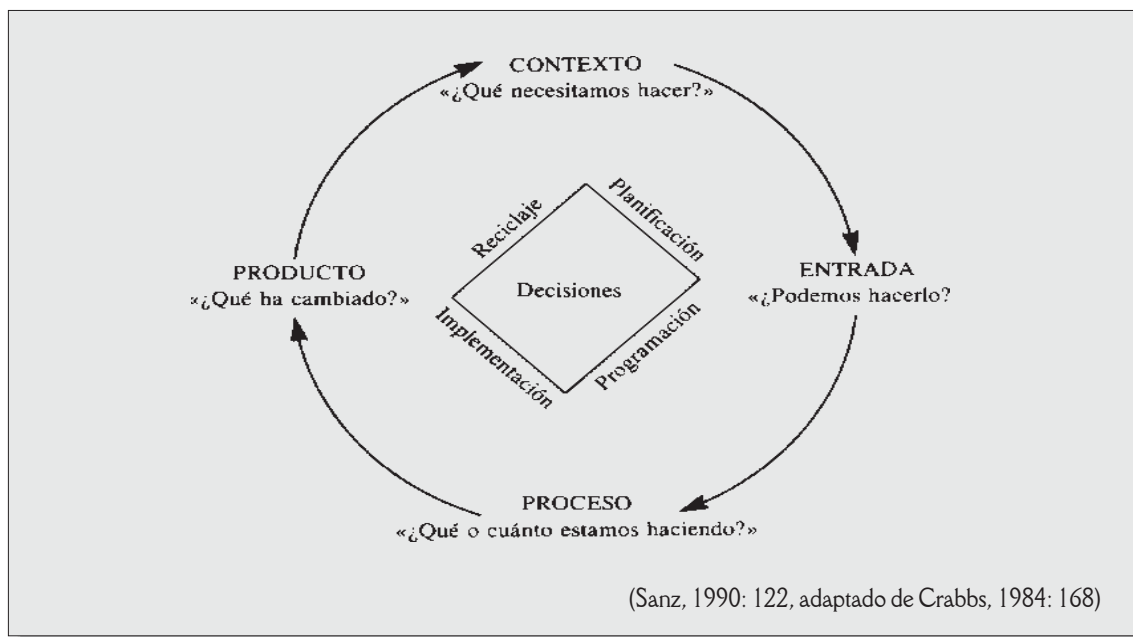 CONTEXTO
«¿Qué necesitamos hacer?»
Reciclaje
Planificación
PRODUCTO
«¿Qué ha cambiado?»
Decisiones
ENTRADA
«¿Podemos hacerlo?
Implementación
Programación
PROCESO
«¿Qué o cuánto estamos haciendo?»
(Sanz, 1990: 122, adaptado de Crabbs, 1984: 168)